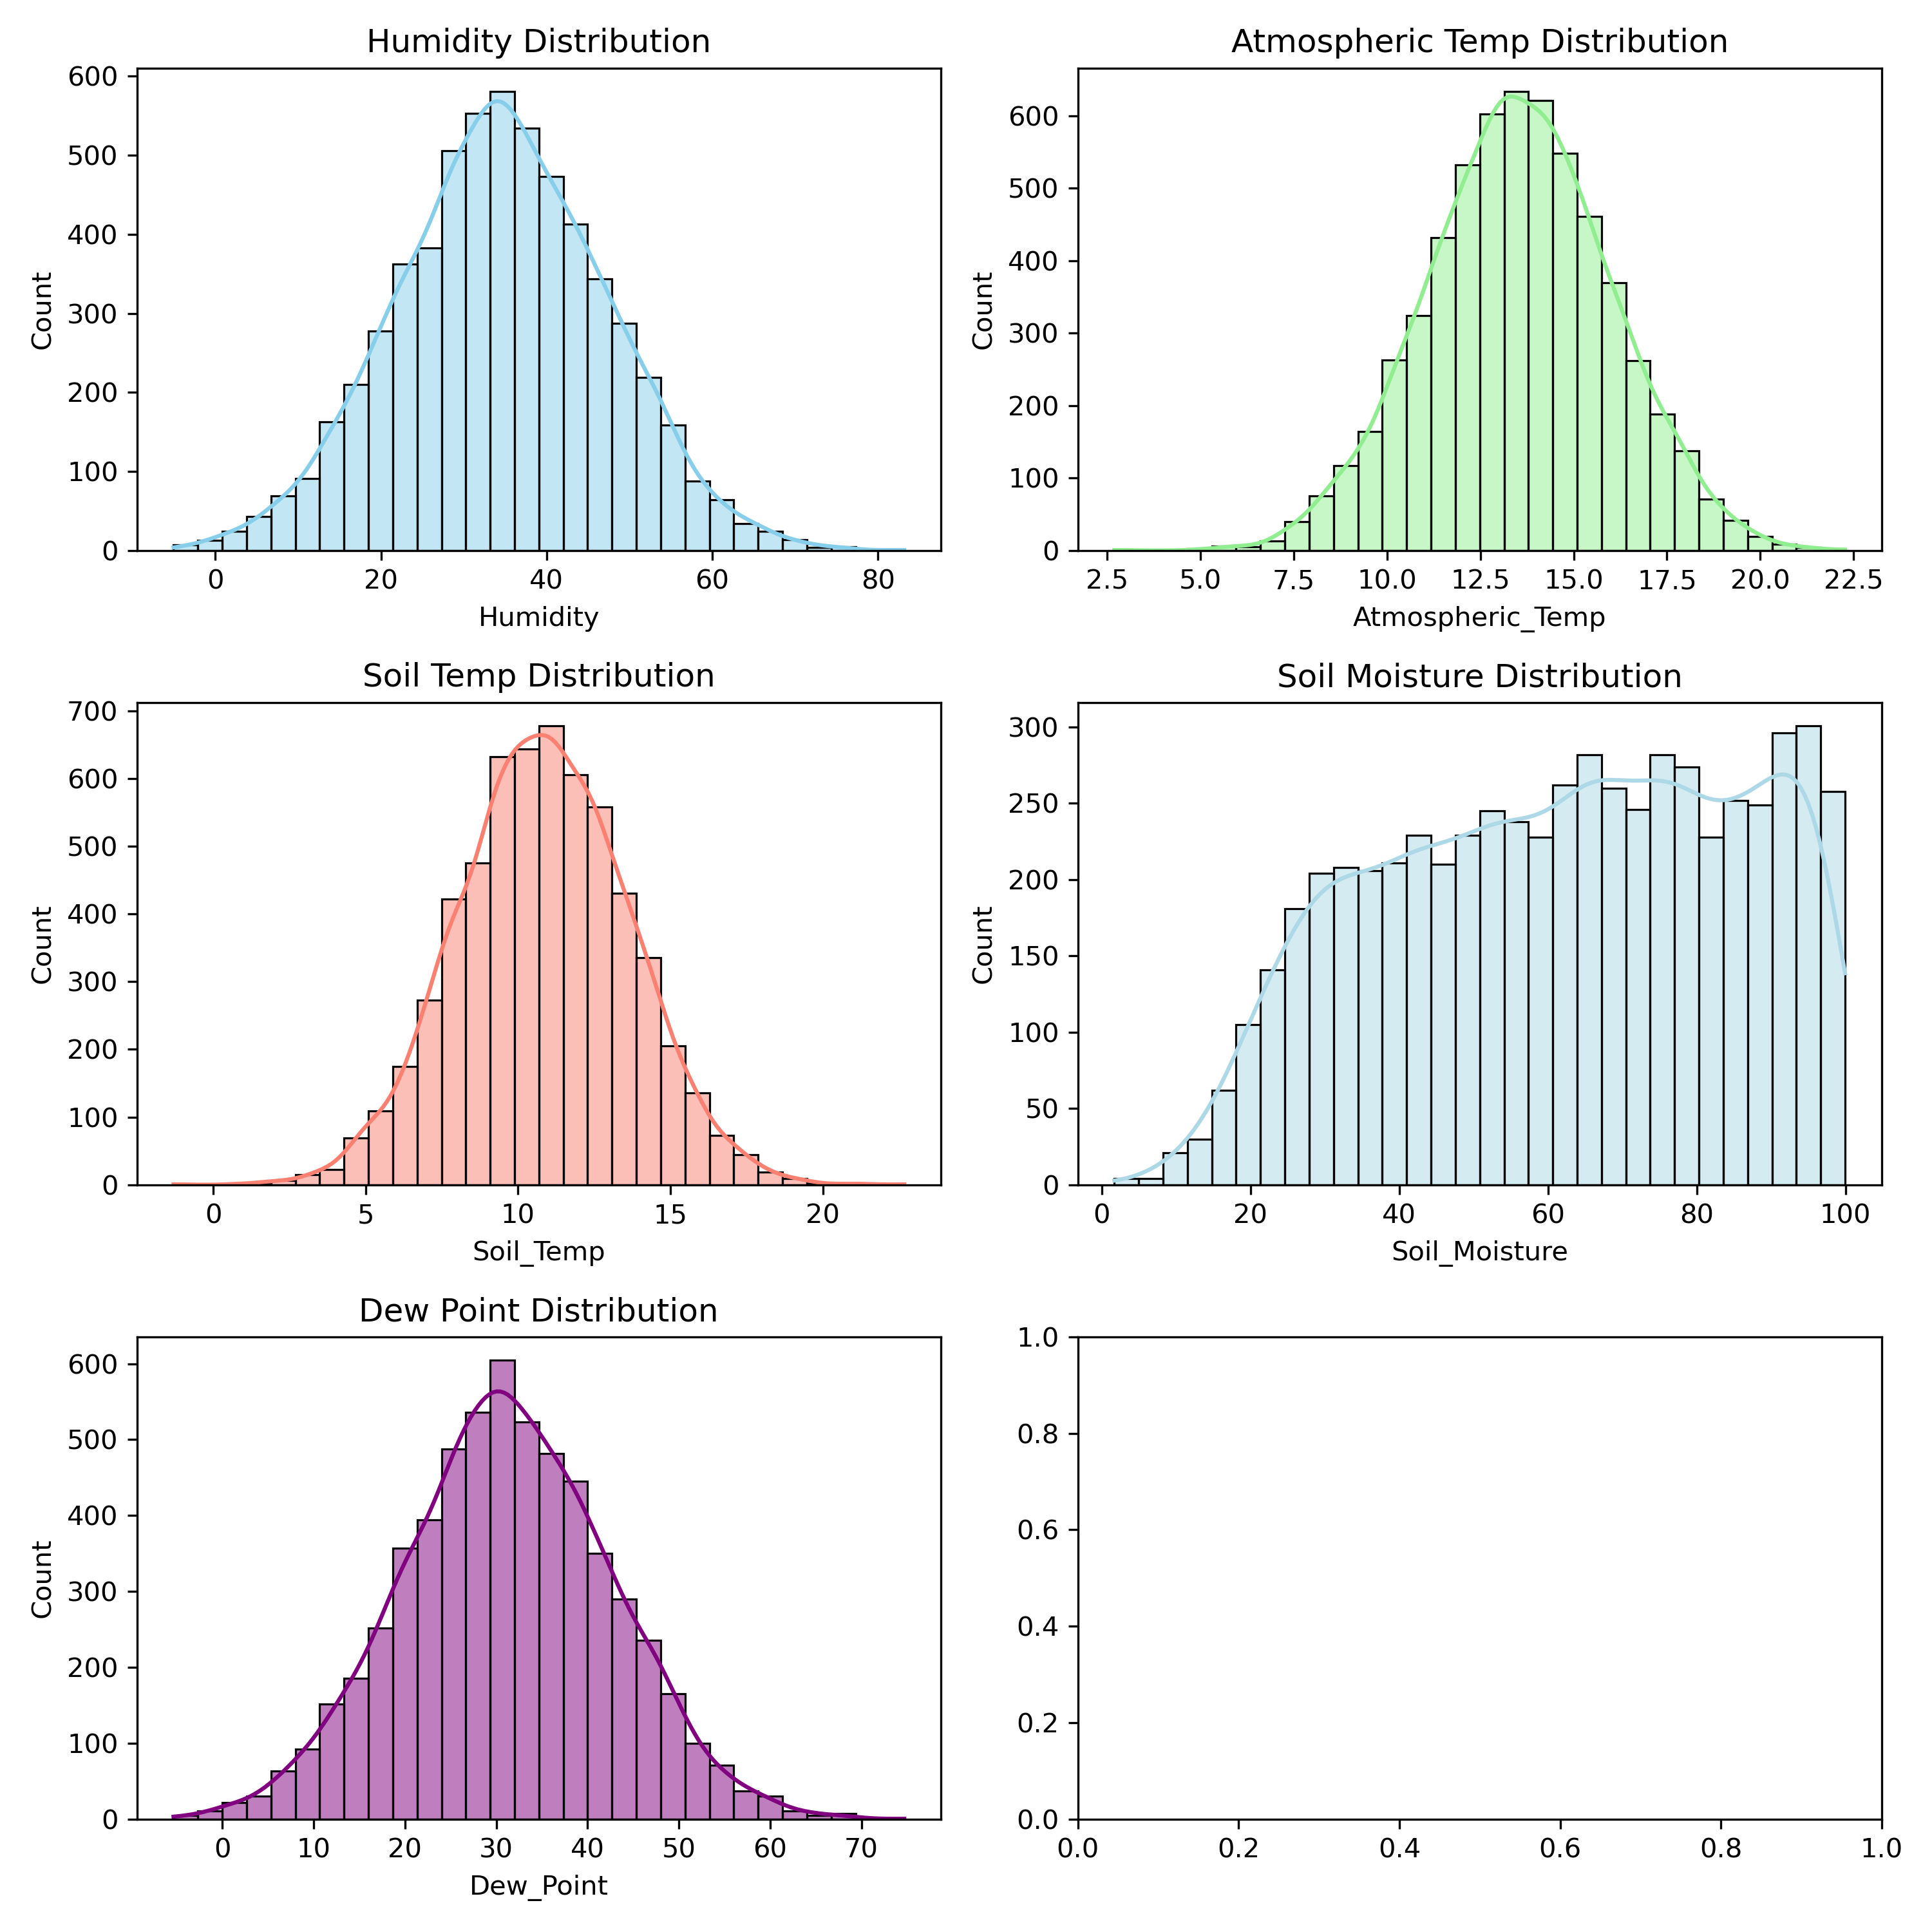 Humidity Distribution
600
500
400
300
200
100
0
Count
0 20 40 60 80
Humidity
Atmospheric Temp Distribution
600
500
400
300
200
100
0
Count
2.5 5.0 7.5 10.0 12.5 15.0 17.5 20.0 22.5
Atmospheric_Temp
Soil Temp Distribution
700
600
500
400
300
200
100
0
Count
0 5 10 15 20
Soil_Temp
Soil Moisture Distribution
300
250
200
150
100
50
0
Count
0 20 40 60 80 100
Soil_Moisture
Dew Point Distribution
600
500
400
300
200
100
0
Count
0 10 20 30 40 50 60 70
Dew_Point
1.0
0.8
0.6
0.4
0.2
0.0
0.0 0.2 0.4 0.6 0.8 1.0